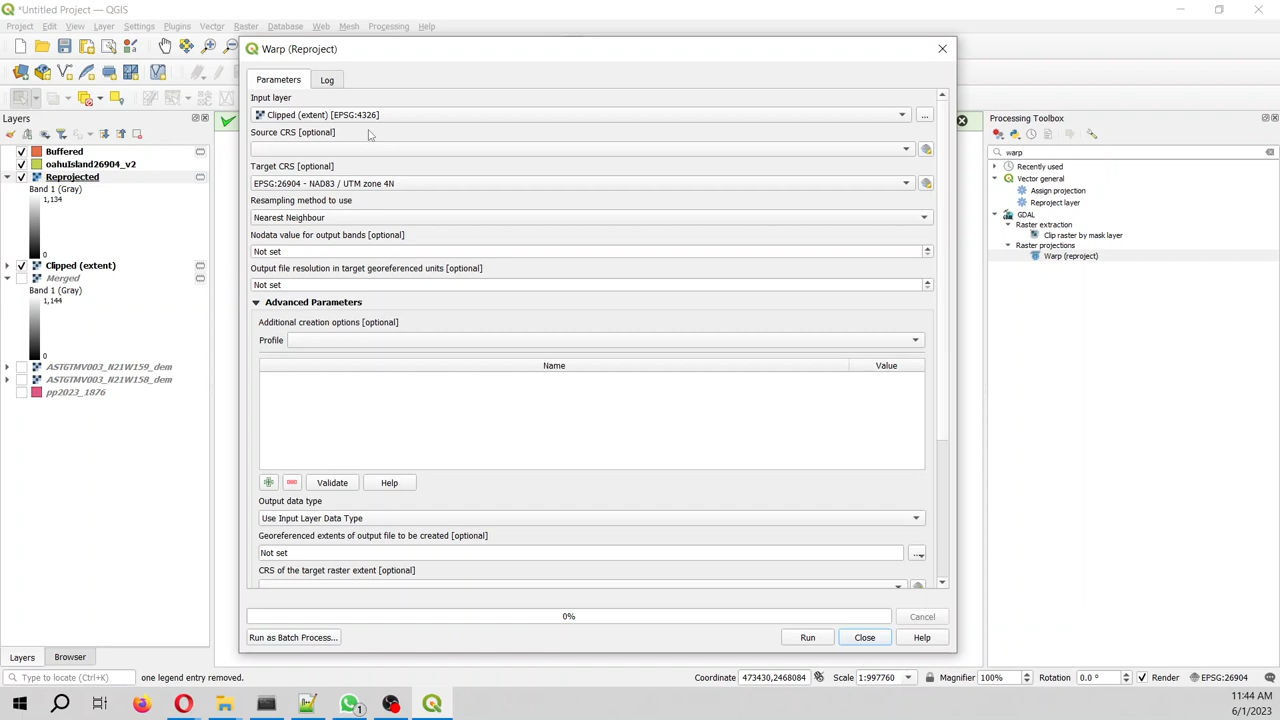 *Untitled Project — QGIS
Project Edit View Layer Settings Plugins Vector Raster Database Web Mesh Processing Help
Warp (Reproject)
Parameters Log
Input layer
Clipped (extent) [EPSG:4326]
...
Source CRS [optional]
Target CRS [optional]
EPSG:26904 - NAD83 / UTM zone 4N
Resampling method to use
Nearest Neighbour
Nodata value for output bands [optional]
Not set
Output file resolution in target georeferenced units [optional]
Not set
Advanced Parameters
Additional creation options [optional]
Profile
Name Value
Validate Help
Output data type
Use Input Layer Data Type
Georeferenced extents of output file to be created [optional]
Not set
...
CRS of the target raster extent [optional]
0%
Cancel
Run as Batch Process...
Run Close Help
Layers
Buffered
oahuIsland26904_v2
Reprojected
Band 1 (Gray)
1,134
0
Clipped (extent)
Merged
Band 1 (Gray)
1,144
0
ASTGTMV003_N21W159_dem
ASTGTMV003_N21W158_dem
pp2023_1876
Layers Browser
Processing Toolbox
warp
Recently used
Vector general
Assign projection
Reproject layer
GDAL
Raster extraction
Clip raster by mask layer
Raster projections
Warp (reproject)
Type to locate (Ctrl+K)
one legend entry removed.
Coordinate 473430,2468084
Scale 1:997760
Magnifier 100%
Rotation 0.0 °
Render
EPSG:26904
1
11:44 AM
6/1/2023